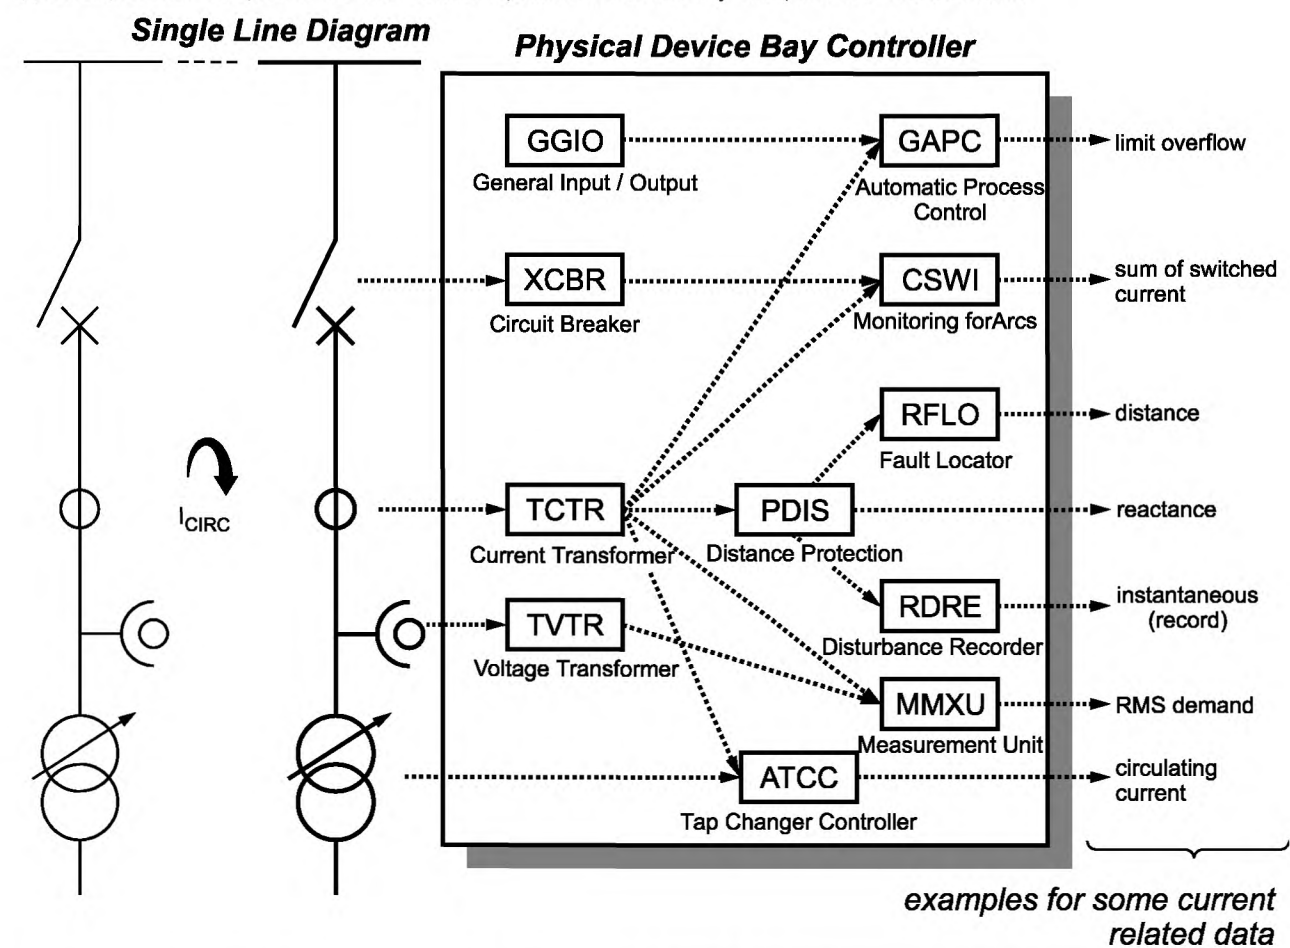 Single Line Diagram
Physical Device Bay Controller
GGIO
General Input / Output
GAPC
Automatic Process
Control
limit overflow
XCBR
Circuit Breaker
CSWI
Monitoring forArcs
sum of switched
current
RFLO
Fault Locator
distance
ICIRC
TCTR
Current Transformer
PDIS
Distance Protection
reactance
RDRE
Disturbance Recorder
instantaneous
(record)
TVTR
Voltage Transformer
MMXU
Measurement Unit
RMS demand
ATCC
Tap Changer Controller
circulating
current
examples for some current
related data